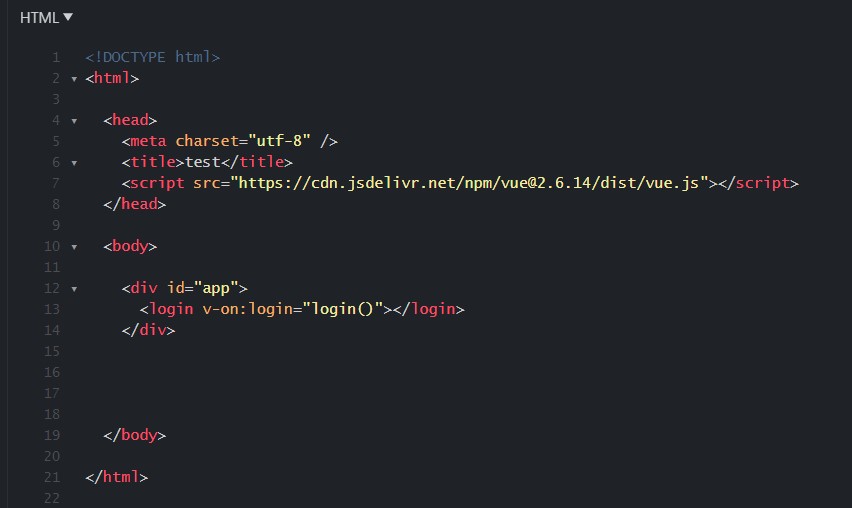 HTML▼
1 <!DOCTYPE html>
2 ▾ <html>
3
4 ▾ <head>
5 <meta charset="utf-8" />
6 ▾ <title>test</title>
7 <script src="https://cdn.jsdelivr.net/npm/vue@2.6.14/dist/vue.js"></script>
8 </head>
9
10 ▾ <body>
11
12 ▾ <div id="app">
13 <login v-on:login="login()"></login>
14 </div>
15
16
17
18
19 </body>
20
21 </html>
22